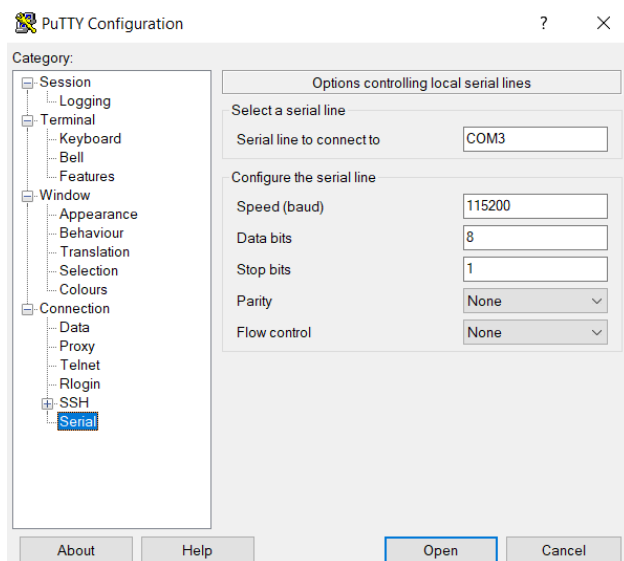 PuTTY Configuration ? ×
Category:
Session
Logging
Terminal
Keyboard
Bell
Features
Window
Appearance
Behaviour
Translation
Selection
Colours
Connection
Data
Proxy
Telnet
Rlogin
SSH
Serial
Options controlling local serial lines
Select a serial line
Serial line to connect to COM3
Configure the serial line
Speed (baud) 115200
Data bits 8
Stop bits 1
Parity None
Flow control None
About Help Open Cancel